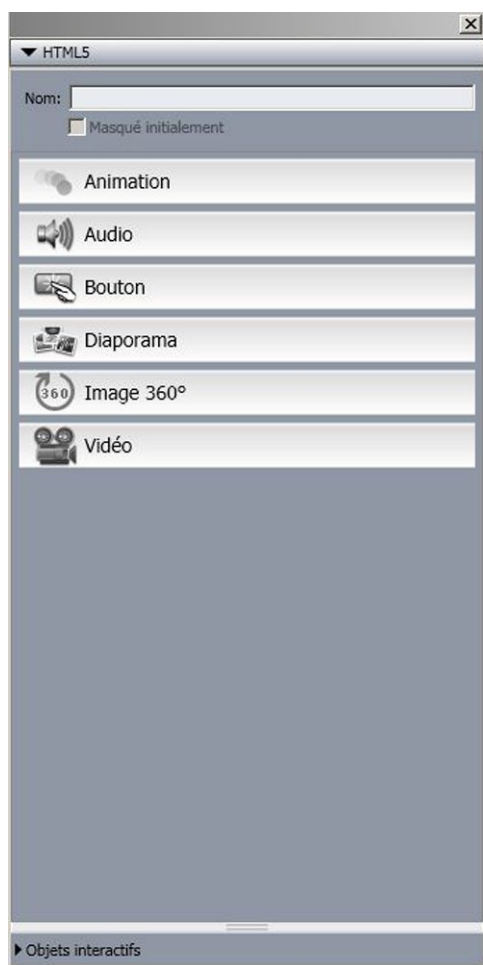 HTML5
Nom:
Masqué initialement
Animation
Audio
Bouton
Diaporama
360
Image 360°
Vidéo
Objets interactifs